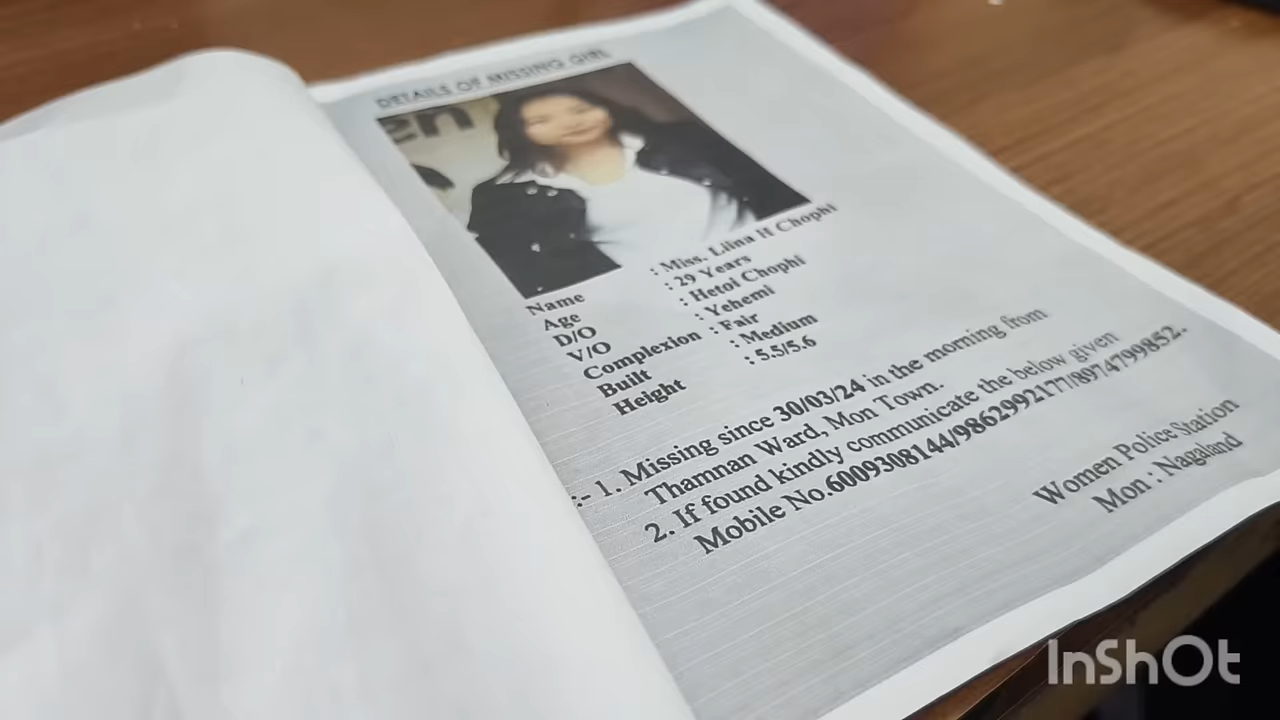 DETAILS OF MISSING GIRL
en
Name : Miss. Liina H Chophi
Age : 29 Years
D/O : Hetoi Chophi
V/O : Yehemi
Complexion : Fair
Built : Medium
Height : 5.5/5.6
:- 1. Missing since 30/03/24 in the morning from
Thamnan Ward, Mon Town.
2. If found kindly communicate the below given
Mobile No.6009308144/9862992177/8974799852.
Women Police Station
Mon : Nagaland
InShOt